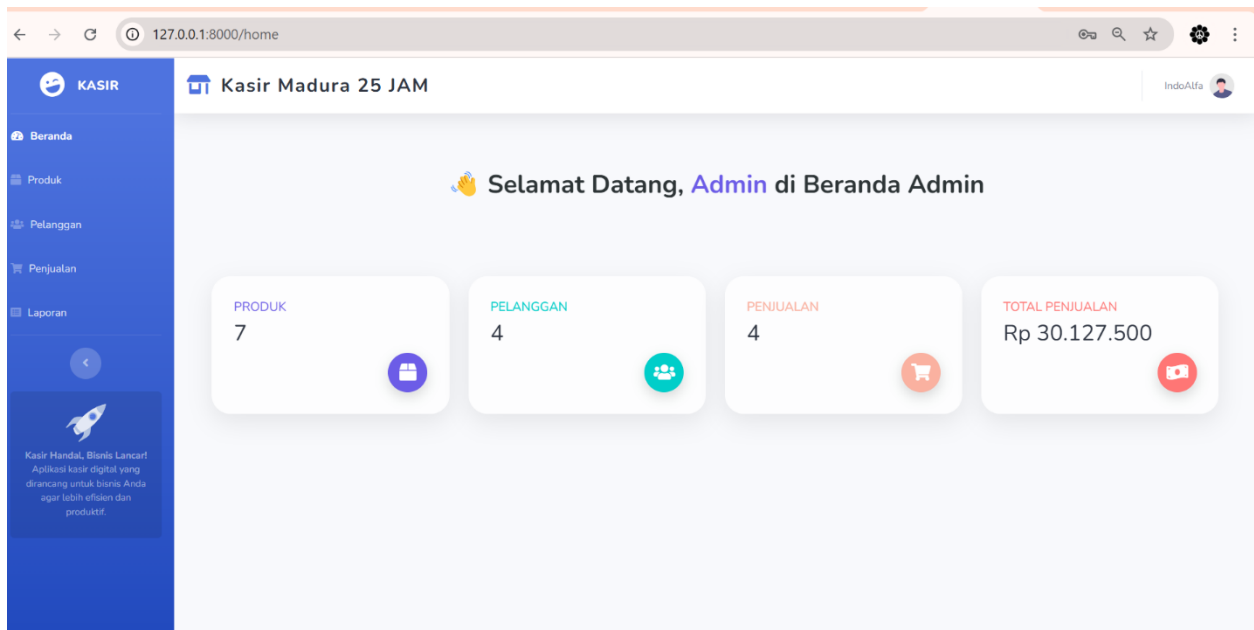 127.0.0.1:8000/home
KASIR
Kasir Madura 25 JAM
IndoAlfa
Beranda
Produk
Pelanggan
Penjualan
Laporan
Kasir Handal, Bisnis Lancar!
Aplikasi kasir digital yang
dirancang untuk bisnis Anda
agar lebih efisien dan
produktif.
Selamat Datang, Admin di Beranda Admin
PRODUK
7
PELANGGAN
4
PENJUALAN
4
TOTAL PENJUALAN
Rp 30.127.500